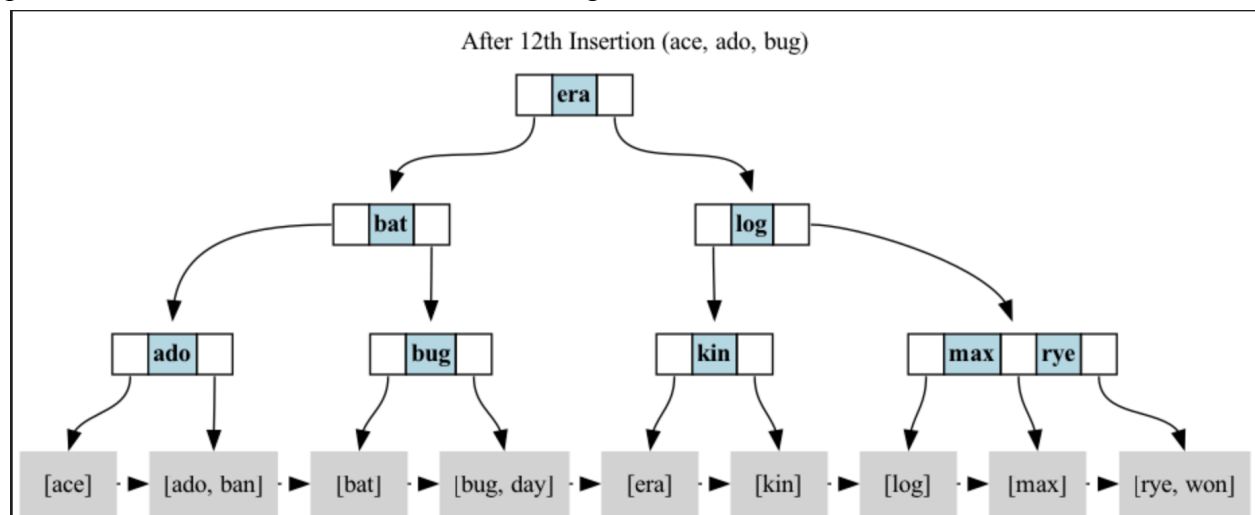 After 12th Insertion (ace, ado, bug)
era
bat log
ado bug kin max rye
[ace] [ado, ban] [bat] [bug, day] [era] [kin] [log] [max] [rye, won]